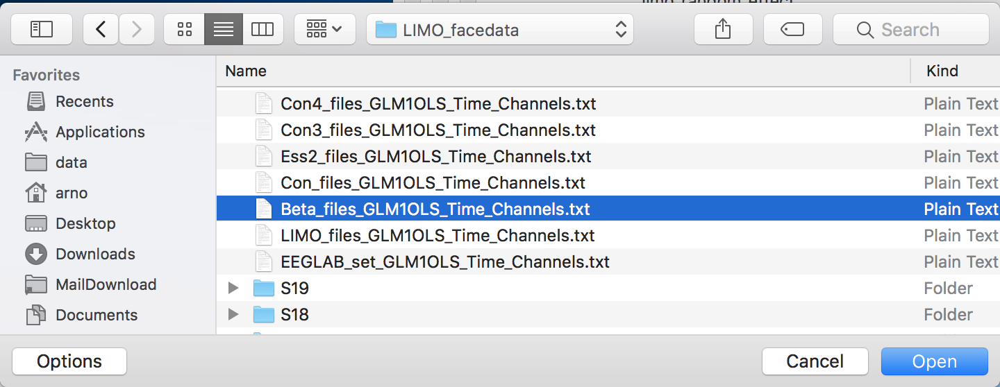 limo_random_effect
LIMO_facedata
Search
Favorites
Recents
Applications
data
arno
Desktop
Downloads
MailDownload
Documents
Name Kind
Con4_files_GLM1OLS_Time_Channels.txt Plain Text
Con3_files_GLM1OLS_Time_Channels.txt Plain Text
Ess2_files_GLM1OLS_Time_Channels.txt Plain Text
Con_files_GLM1OLS_Time_Channels.txt Plain Text
Beta_files_GLM1OLS_Time_Channels.txt Plain Text
LIMO_files_GLM1OLS_Time_Channels.txt Plain Text
EEGLAB_set_GLM1OLS_Time_Channels.txt Plain Text
S19 Folder
S18 Folder
Options Cancel Open